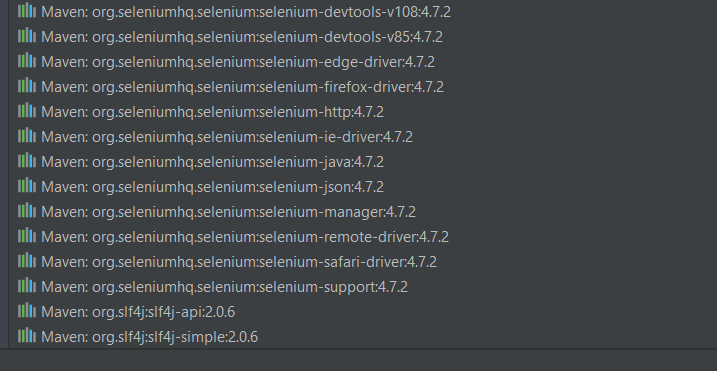 Maven: org.seleniumhq.selenium:selenium-devtools-v108:4.7.2
Maven: org.seleniumhq.selenium:selenium-devtools-v85:4.7.2
Maven: org.seleniumhq.selenium:selenium-edge-driver:4.7.2
Maven: org.seleniumhq.selenium:selenium-firefox-driver:4.7.2
Maven: org.seleniumhq.selenium:selenium-http:4.7.2
Maven: org.seleniumhq.selenium:selenium-ie-driver:4.7.2
Maven: org.seleniumhq.selenium:selenium-java:4.7.2
Maven: org.seleniumhq.selenium:selenium-json:4.7.2
Maven: org.seleniumhq.selenium:selenium-manager:4.7.2
Maven: org.seleniumhq.selenium:selenium-remote-driver:4.7.2
Maven: org.seleniumhq.selenium:selenium-safari-driver:4.7.2
Maven: org.seleniumhq.selenium:selenium-support:4.7.2
Maven: org.slf4j:slf4j-api:2.0.6
Maven: org.slf4j:slf4j-simple:2.0.6